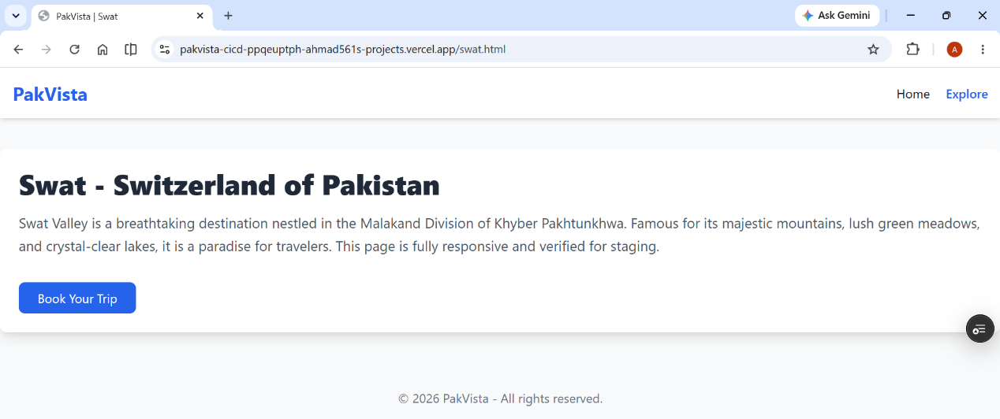 PakVista | Swat
Ask Gemini
pakvista-cicd-ppqeuptph-ahmad561s-projects.vercel.app/swat.html
A
PakVista
Home
Explore
Swat - Switzerland of Pakistan
Swat Valley is a breathtaking destination nestled in the Malakand Division of Khyber Pakhtunkhwa. Famous for its majestic mountains, lush green meadows,
and crystal-clear lakes, it is a paradise for travelers. This page is fully responsive and verified for staging.
Book Your Trip
© 2026 PakVista - All rights reserved.